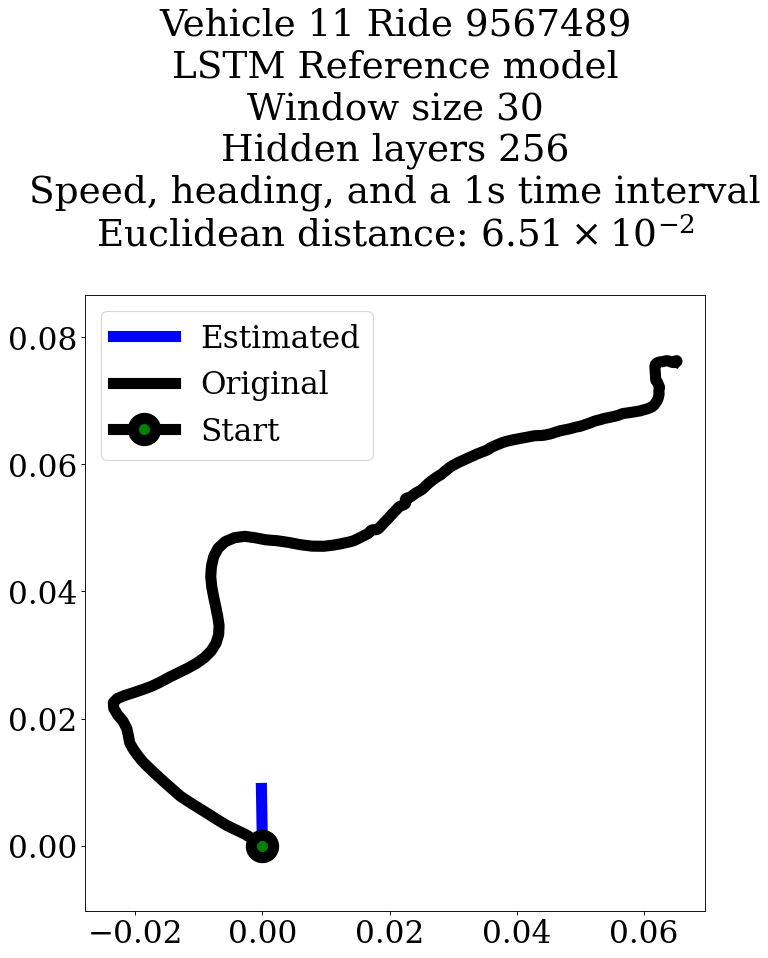 Vehicle 11 Ride 9567489
LSTM Reference model
Window size 30
Hidden layers 256
Speed, heading, and a 1s time interval
Euclidean distance: 6.51 × 10⁻²
Estimated
Original
Start
0.08
0.06
0.04
0.02
0.00
−0.02 0.00 0.02 0.04 0.06